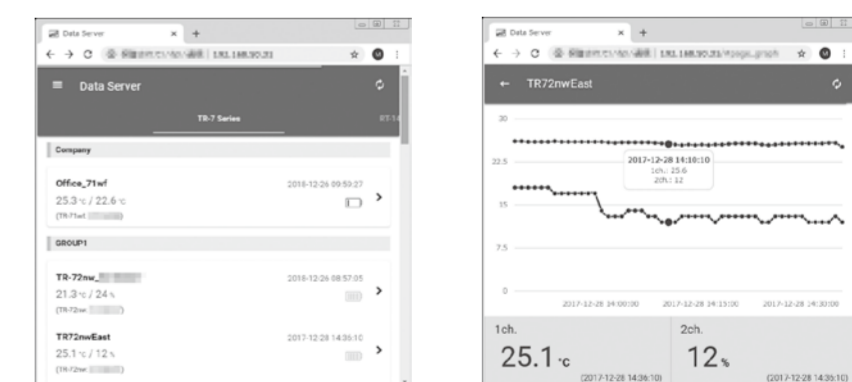 Data Server
Data Server
TR-7 Series
Company
Office_71wf
2018-12-26 09:59:27
25.3 ℃ / 22.6 ℃
GROUP1
TR-72nw_
2018-12-26 08:57:05
21.3 ℃ / 24 %
TR72nwEast
2017-12-28 14:36:10
25.1 ℃ / 12 %
Data Server
TR72nwEast
30
22.5
15
7.5
0
2017-12-28 14:10:10
1ch.: 25.6
2ch.: 12
2017-12-28 14:00:00
2017-12-28 14:15:00
2017-12-28 14:30:00
1ch.
25.1 ℃
(2017-12-28 14:36:10)
2ch.
12 %
(2017-12-28 14:36:10)